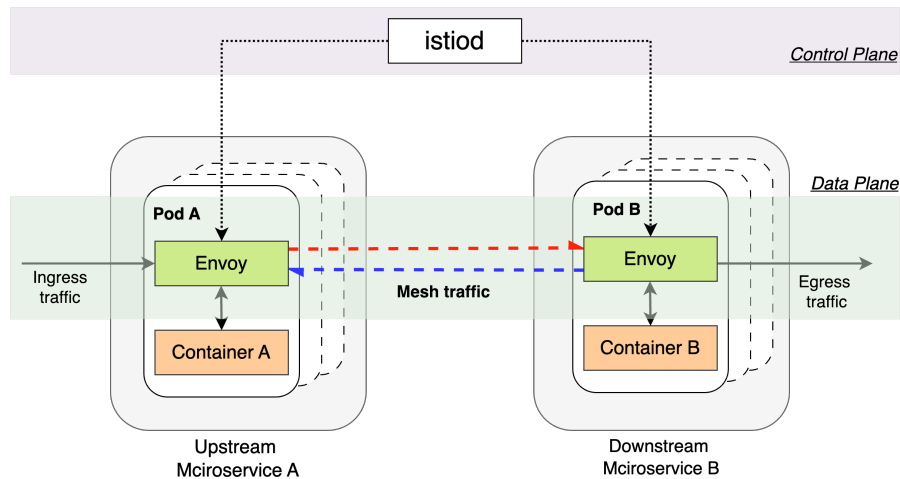 istiod
Control Plane
Data Plane
Pod A
Pod B
Envoy
Envoy
Ingress
traffic
Mesh traffic
Egress
traffic
Container A
Container B
Upstream
Mciroservice A
Downstream
Mciroservice B